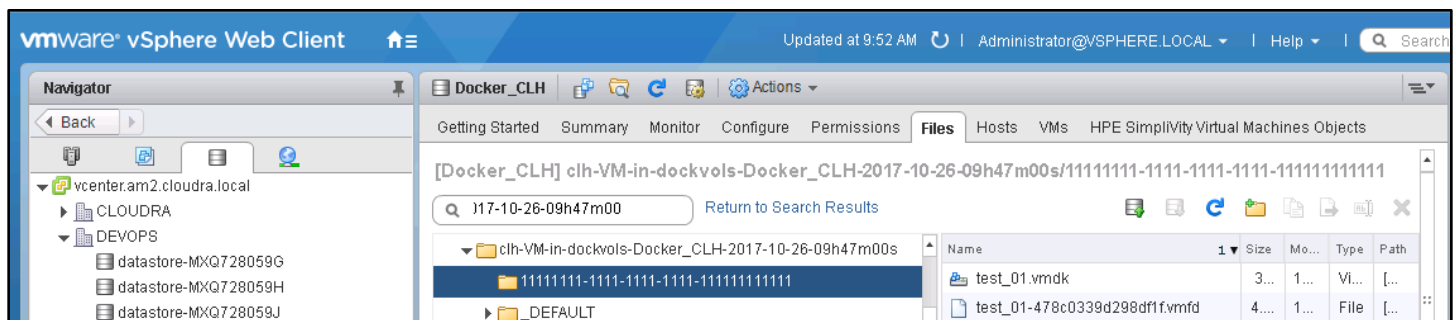 vmware® vSphere Web Client Updated at 9:52 AM Administrator@VSPHERE.LOCAL Help Search
Navigator
Back
vcenter.am2.cloudra.local
CLOUDRA
DEVOPS
datastore-MXQ728059G
datastore-MXQ728059H
datastore-MXQ728059J
Docker_CLH Actions
Getting Started Summary Monitor Configure Permissions Files Hosts VMs HPE SimpliVity Virtual Machines Objects
[Docker_CLH] clh-VM-in-dockvols-Docker_CLH-2017-10-26-09h47m00s/11111111-1111-1111-1111-111111111111
17-10-26-09h47m00 Return to Search Results
clh-VM-in-dockvols-Docker_CLH-2017-10-26-09h47m00s
11111111-1111-1111-1111-111111111111
_DEFAULT
Name 1 Size Mo... Type Path
test_01.vmdk 3... 1... Vi... [...
test_01-478c0339d298df1f.vmfd 4.... 1... File [...